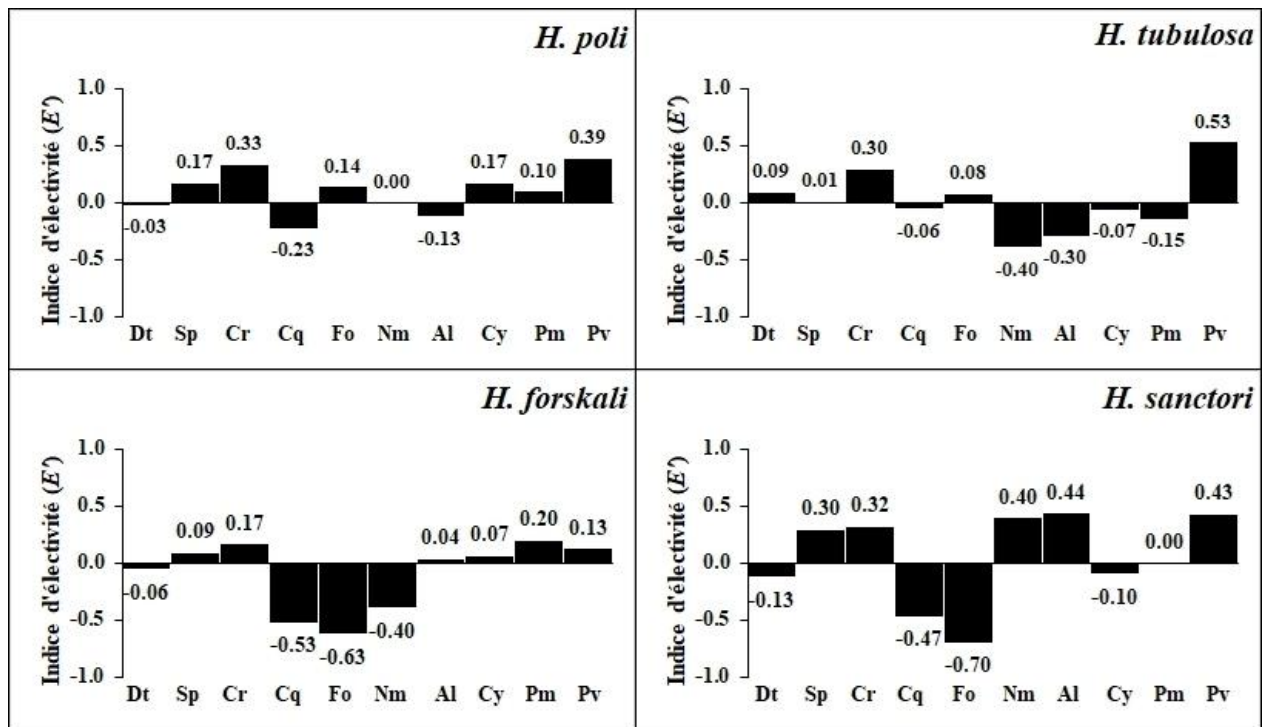 H. poli
Indice d'électivité (E')
1.0
0.5
0.0
-0.5
-1.0
-0.03 0.17 0.33 -0.23 0.14 0.00 -0.13 0.17 0.10 0.39
Dt Sp Cr Cq Fo Nm Al Cy Pm Pv
H. tubulosa
Indice d'électivité (E')
1.0
0.5
0.0
-0.5
-1.0
0.09 0.01 0.30 -0.06 0.08 -0.40 -0.30 -0.07 -0.15 0.53
Dt Sp Cr Cq Fo Nm Al Cy Pm Pv
H. forskali
Indice d'électivité (E')
1.0
0.5
0.0
-0.5
-1.0
-0.06 0.09 0.17 -0.53 -0.63 -0.40 0.04 0.07 0.20 0.13
Dt Sp Cr Cq Fo Nm Al Cy Pm Pv
H. sanctori
Indice d'électivité (E')
1.0
0.5
0.0
-0.5
-1.0
-0.13 0.30 0.32 -0.47 -0.70 0.40 0.44 -0.10 0.00 0.43
Dt Sp Cr Cq Fo Nm Al Cy Pm Pv